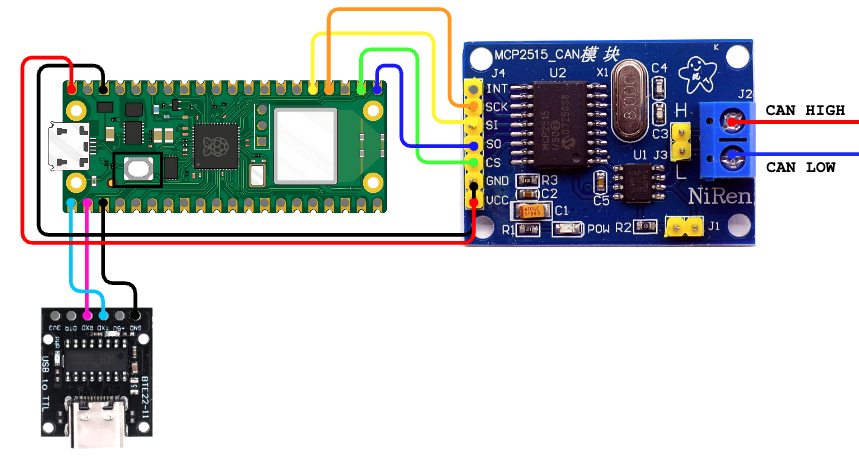 MCP2515_CAN模块
K
J4
U2
X1
C4
J2
INT
SCK
SI
SO
CS
GND
VCC
8.000
H
C3
J3
L
U1
CAN HIGH
CAN LOW
NiRen
R3
C2
C1
C5
R1
POW
R2
J1
3V3
DTR
RXD
TXD
+5V
GND
PWR
USB to TTL
BTE22-11